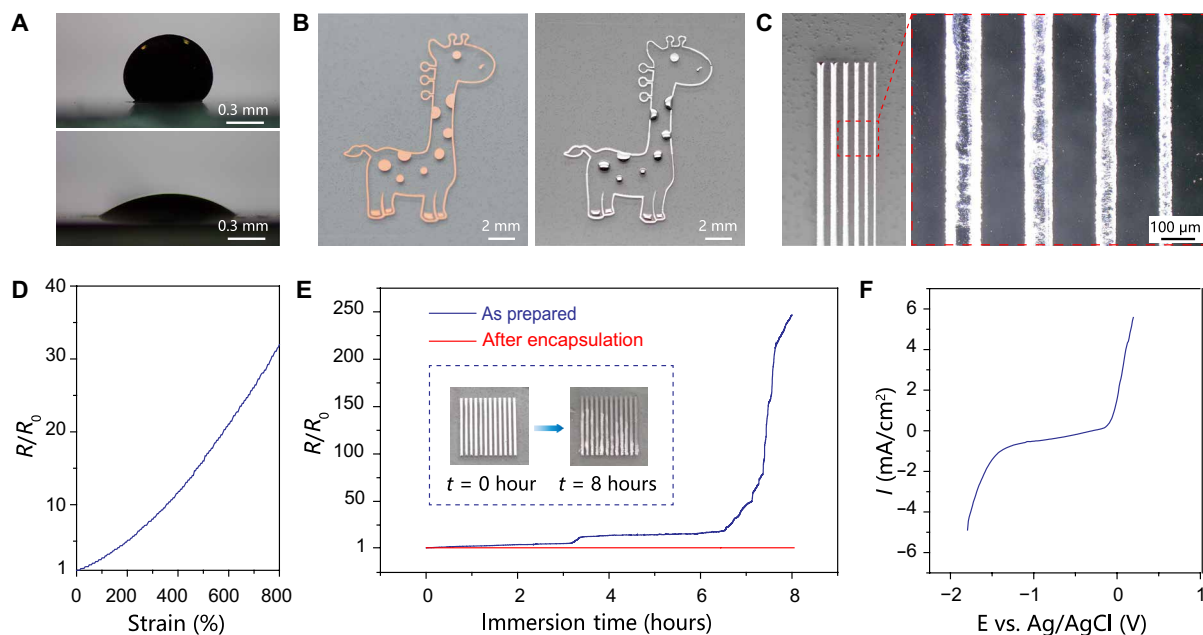 A
0.3 mm
0.3 mm
B
2 mm
2 mm
C
100 μm
D
R/R0
40
30
20
10
1
0 200 400 600 800
Strain (%)
E
As prepared
After encapsulation
t = 0 hour t = 8 hours
R/R0
250
200
150
100
50
1
0 2 4 6 8
Immersion time (hours)
F
I (mA/cm²)
6
4
2
0
−2
−4
−6
−2 −1 0 1
E vs. Ag/AgCl (V)